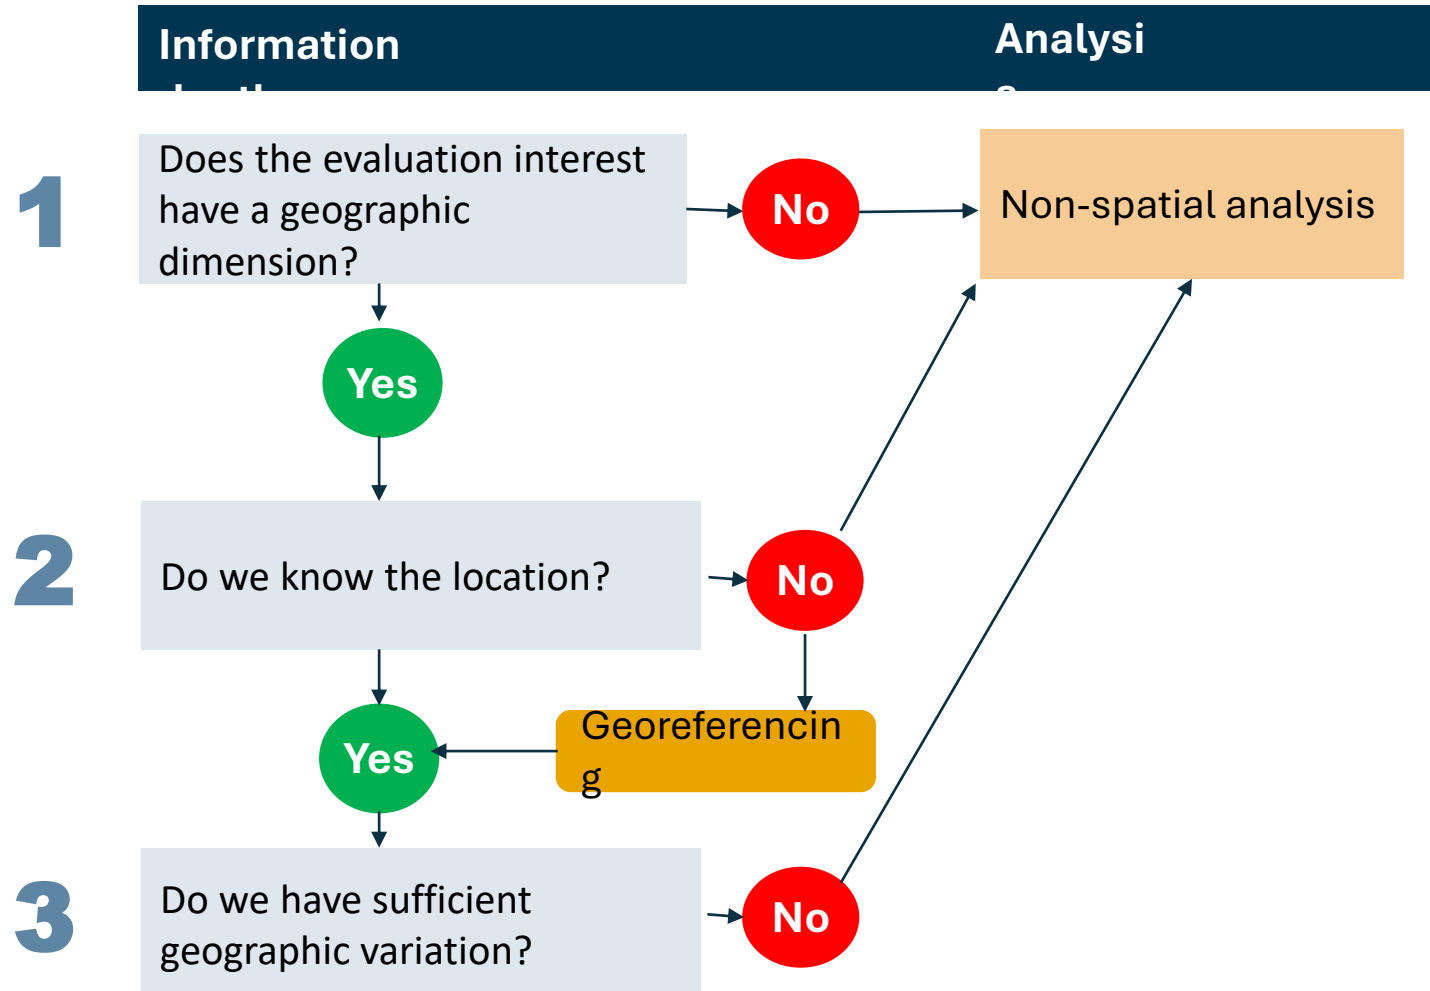 Information
Analysi
1
Does the evaluation interest
have a geographic
dimension?
No
Non-spatial analysis
Yes
2
Do we know the location?
No
Georeferencin
g
Yes
3
Do we have sufficient
geographic variation?
No